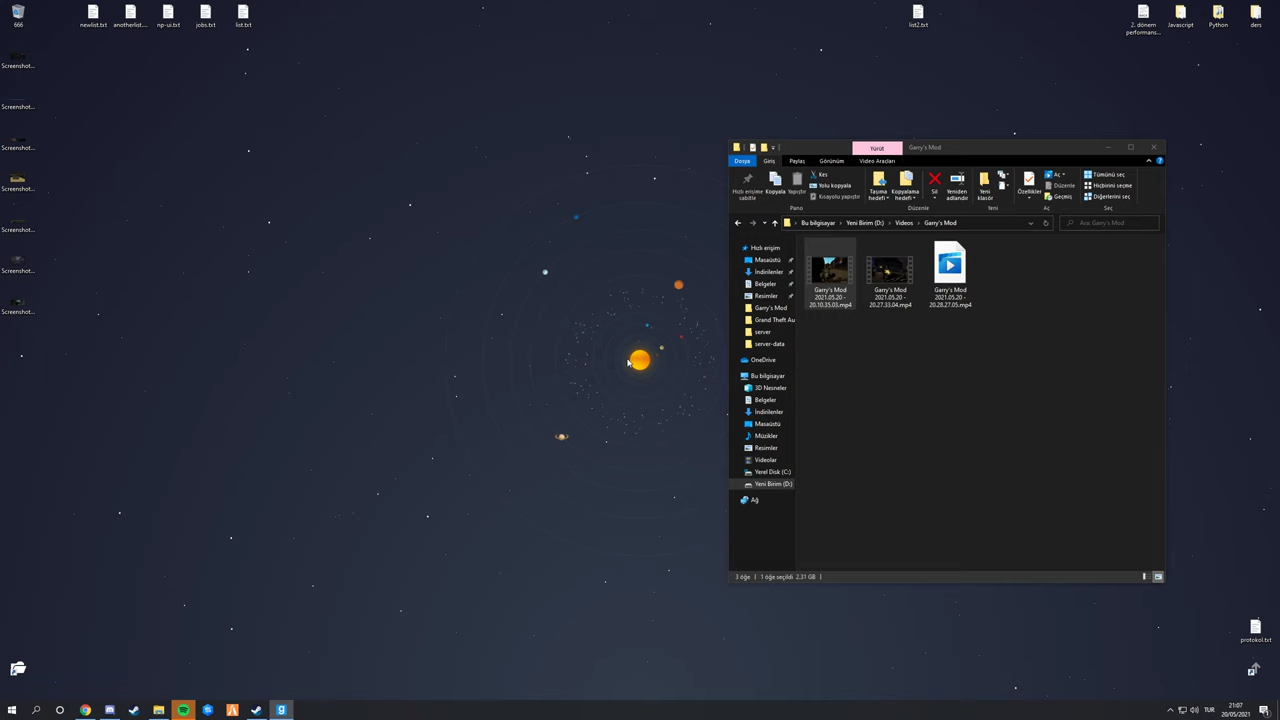 666
newlist.txt
anotherlist....
np-ui.txt
jobs.txt
list.txt
list2.txt
2. dönem
performans...
Javascript
Python
ders
Screenshot...
Screenshot...
Screenshot...
Screenshot...
Screenshot...
Screenshot...
Screenshot...
Yürüt
Garry's Mod
Dosya
Giriş
Paylaş
Görünüm
Video Araçları
Hızlı erişime
sabitle
Kopyala
Yapıştır
Kes
Yolu kopyala
Kısayolu yapıştır
Pano
Taşıma
hedefi
Kopyalama
hedefi
Sil
Yeniden
adlandır
Düzenle
Yeni
klasör
Yeni
Özellikler
Aç
Düzenle
Geçmiş
Aç
Tümünü seç
Hiçbirini seçme
Diğerlerini seç
Seç
Bu bilgisayar
Yeni Birim (D:)
Videos
Garry's Mod
Ara: Garry's Mod
Hızlı erişim
Masaüstü
İndirilenler
Belgeler
Resimler
Garry's Mod
Grand Theft Au
server
server-data
OneDrive
Bu bilgisayar
3D Nesneler
Belgeler
İndirilenler
Masaüstü
Müzikler
Resimler
Videolar
Yerel Disk (C:)
Yeni Birim (D:)
Ağ
Garry's Mod
2021.05.20 -
20.10.35.03.mp4
Garry's Mod
2021.05.20 -
20.27.33.04.mp4
Garry's Mod
2021.05.20 -
20.28.27.05.mp4
3 öğe
1 öğe seçildi 2,31 GB
protokol.txt
TUR
21:07
20/05/2021